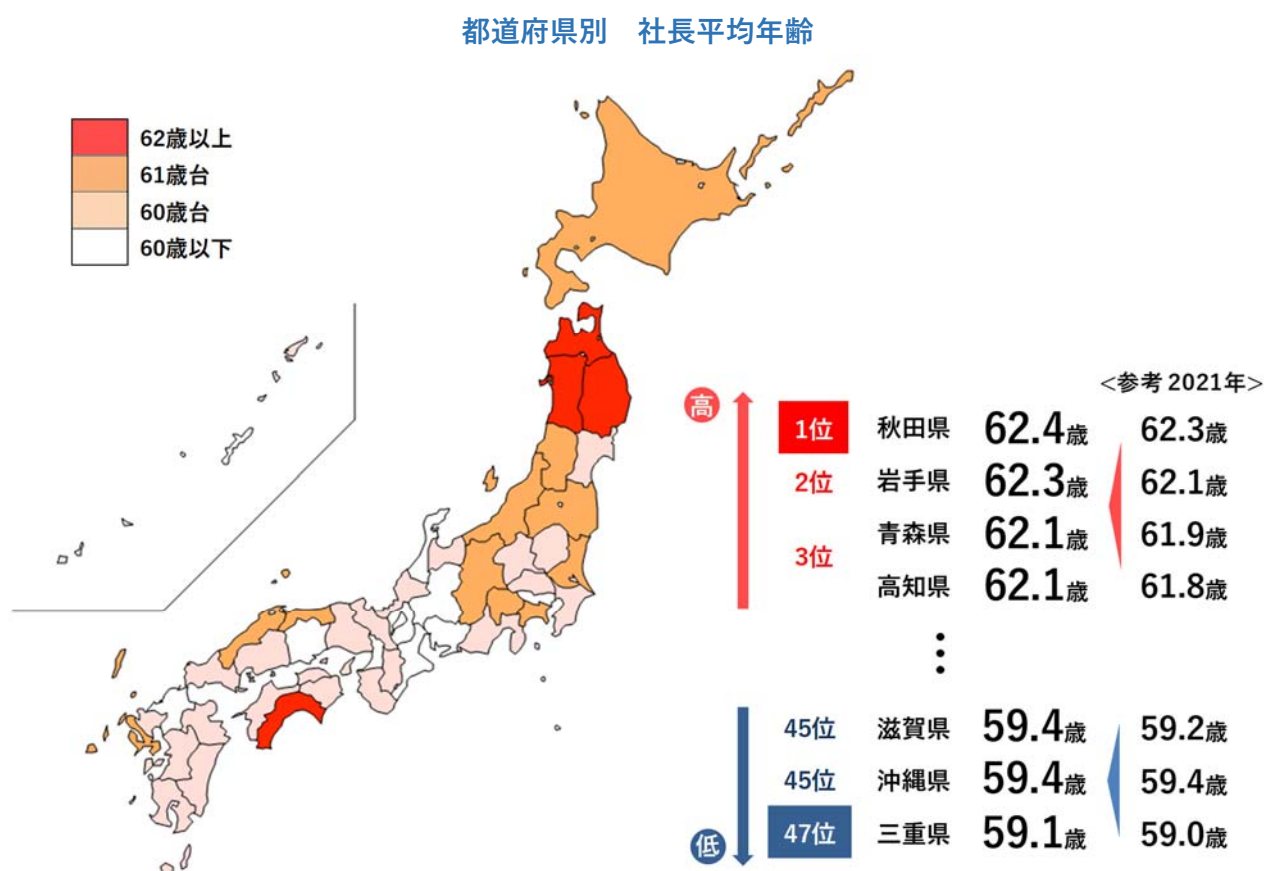 都道府県別　社長平均年齢
62歳以上
61歳台
60歳台
60歳以下
<参考 2021年>
高
1位 秋田県 62.4歳 62.3歳
2位 岩手県 62.3歳 62.1歳
青森県 62.1歳 61.9歳
3位
高知県 62.1歳 61.8歳
45位 滋賀県 59.4歳 59.2歳
45位 沖縄県 59.4歳 59.4歳
47位 三重県 59.1歳 59.0歳
低